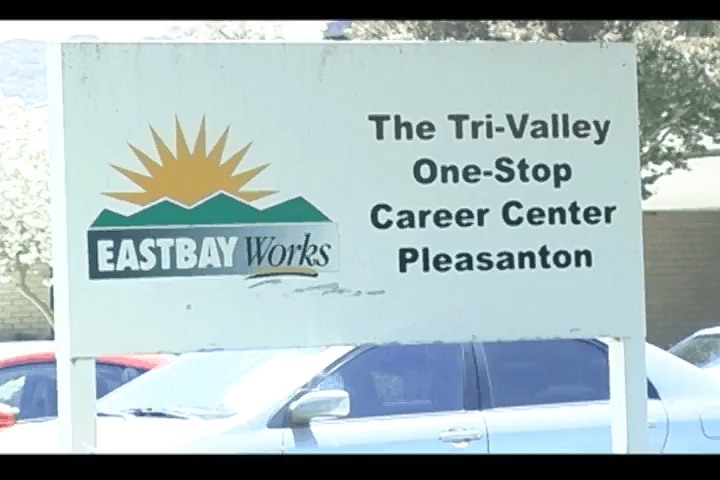 EASTBAY Works
The Tri-Valley
One-Stop
Career Center
Pleasanton